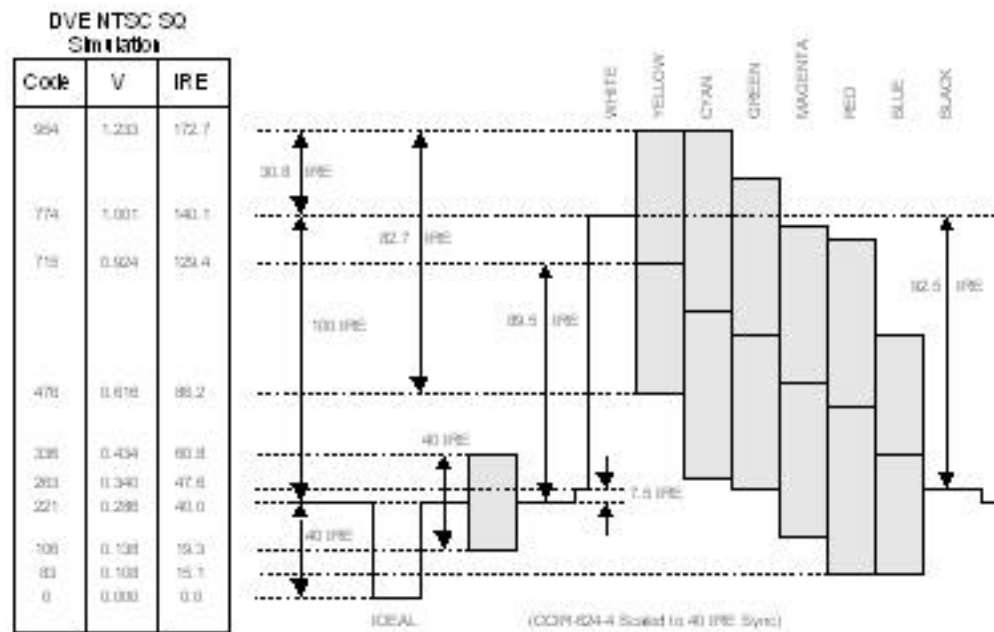 DVE NTSC SQ
Simulation
Code V IRE
954 1.233 172.7
774 1.001 140.1
715 0.924 129.4
476 0.616 86.2
336 0.434 60.8
263 0.340 47.6
221 0.286 40.0
106 0.138 19.3
83 0.108 15.1
0 0.000 0.0
WHITE
YELLOW
CYAN
GREEN
MAGENTA
RED
BLUE
BLACK
30.8 IRE
82.7 IRE
100 IRE
89.5 IRE
92.5 IRE
40 IRE
7.5 IRE
40 IRE
IDEAL
(CCIR-624-4 Scaled to 40 IRE Sync)